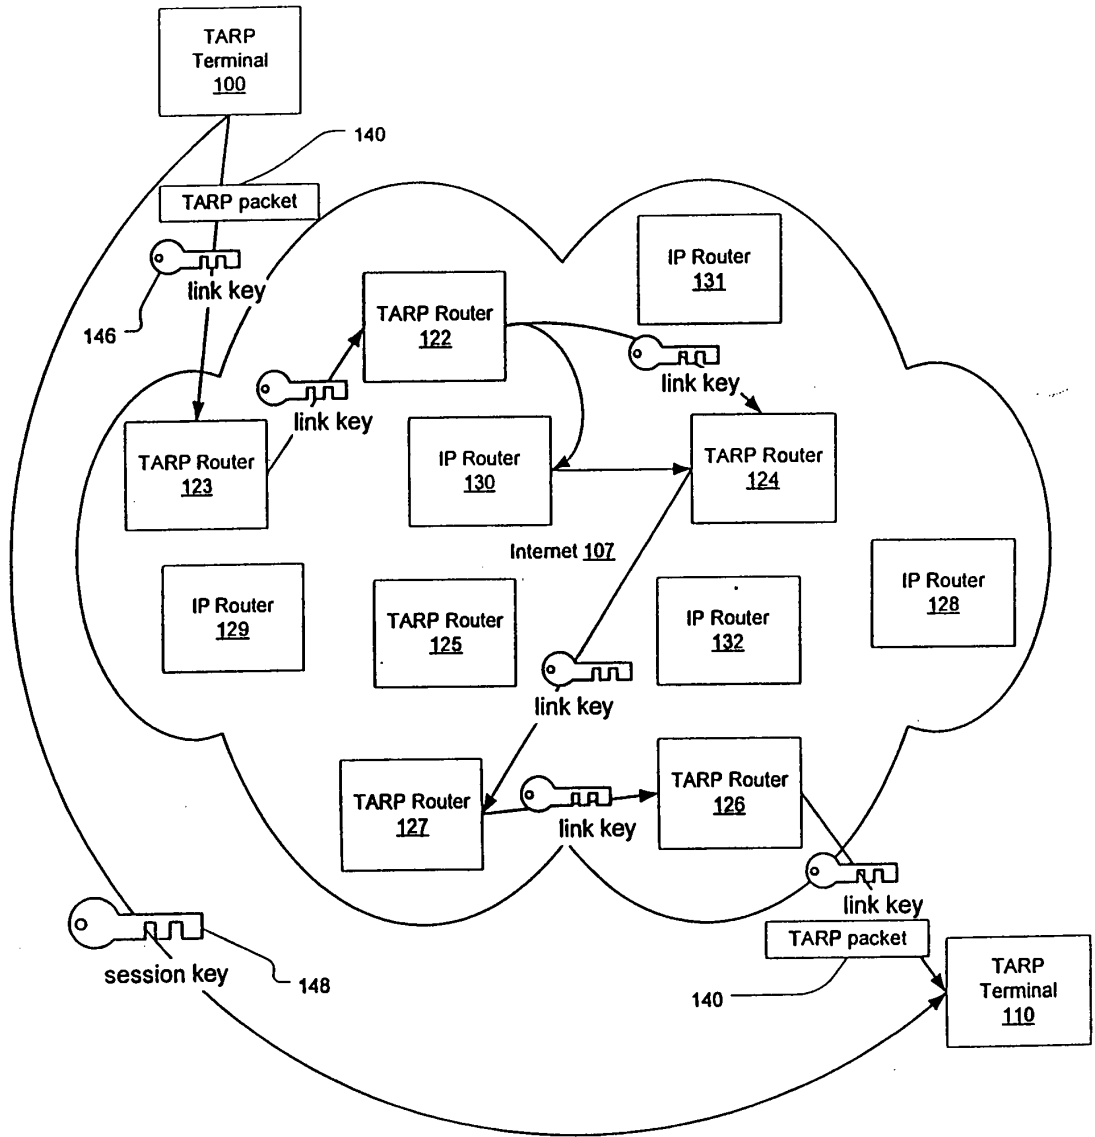 TARP
Terminal
100
140
TARP packet
link key
146
IP Router
131
TARP Router
122
link key
link key
TARP Router
123
IP Router
130
TARP Router
124
Internet 107
IP Router
129
TARP Router
125
IP Router
132
IP Router
128
link key
TARP Router
127
TARP Router
126
link key
link key
TARP packet
session key
148
140
TARP
Terminal
110